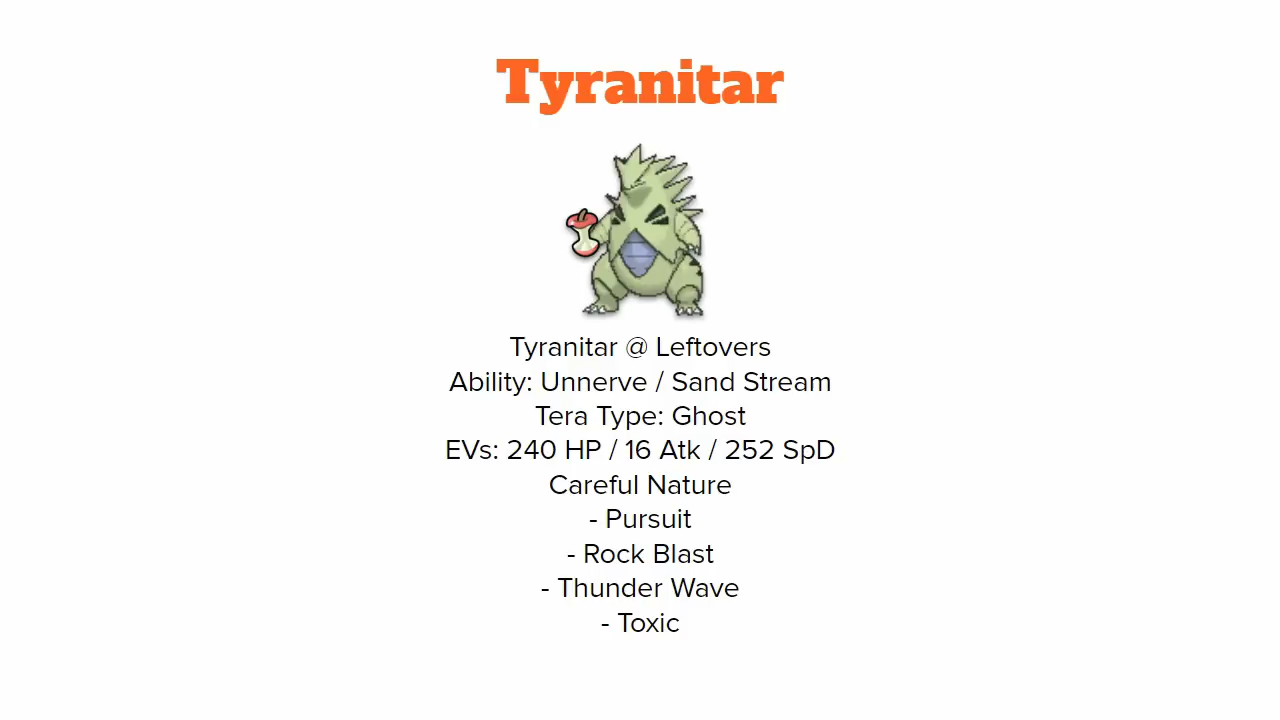 Tyranitar
Tyranitar @ Leftovers
Ability: Unnerve / Sand Stream
Tera Type: Ghost
EVs: 240 HP / 16 Atk / 252 SpD
Careful Nature
- Pursuit
- Rock Blast
- Thunder Wave
- Toxic